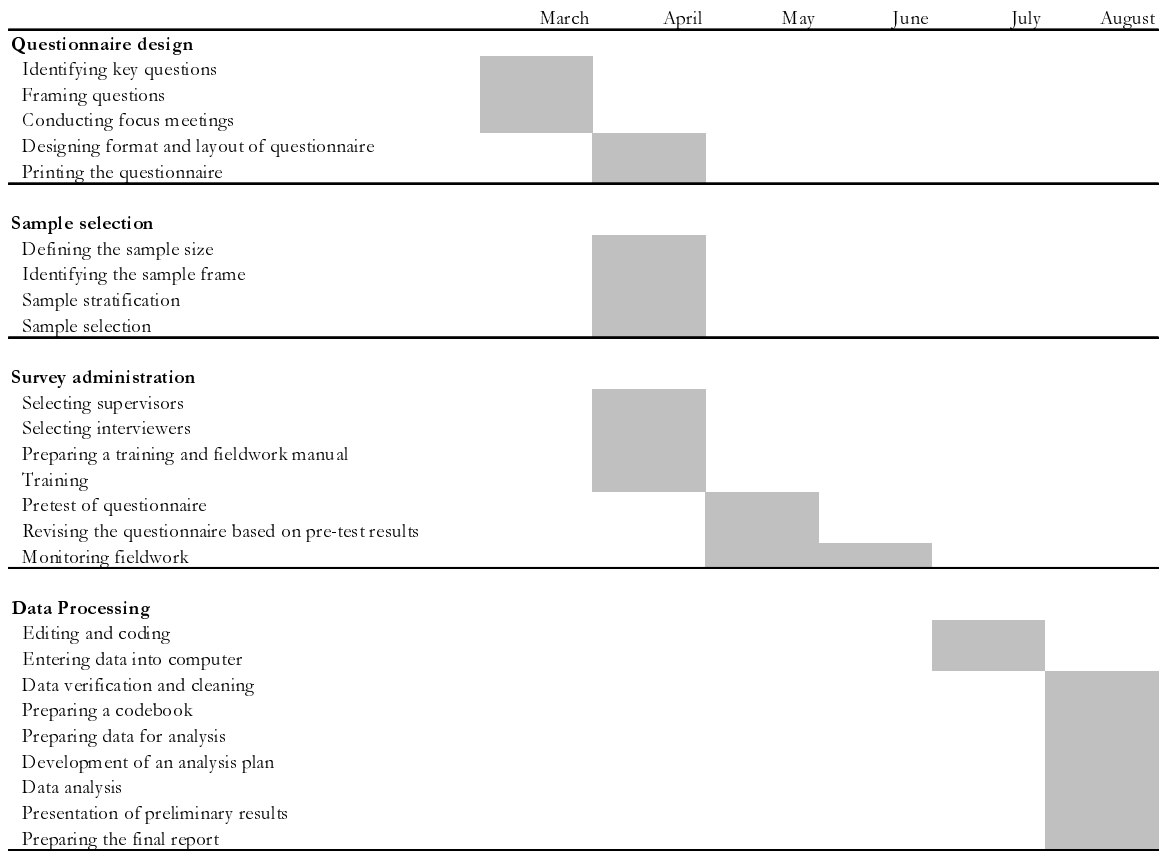 March April May June July August
Questionnaire design
Identifying key questions
Framing questions
Conducting focus meetings
Designing format and layout of questionnaire
Printing the questionnaire
Sample selection
Defining the sample size
Identifying the sample frame
Sample stratification
Sample selection
Survey administration
Selecting supervisors
Selecting interviewers
Preparing a training and fieldwork manual
Training
Pretest of questionnaire
Revising the questionnaire based on pre-test results
Monitoring fieldwork
Data Processing
Editing and coding
Entering data into computer
Data verification and cleaning
Preparing a codebook
Preparing data for analysis
Development of an analysis plan
Data analysis
Presentation of preliminary results
Preparing the final report